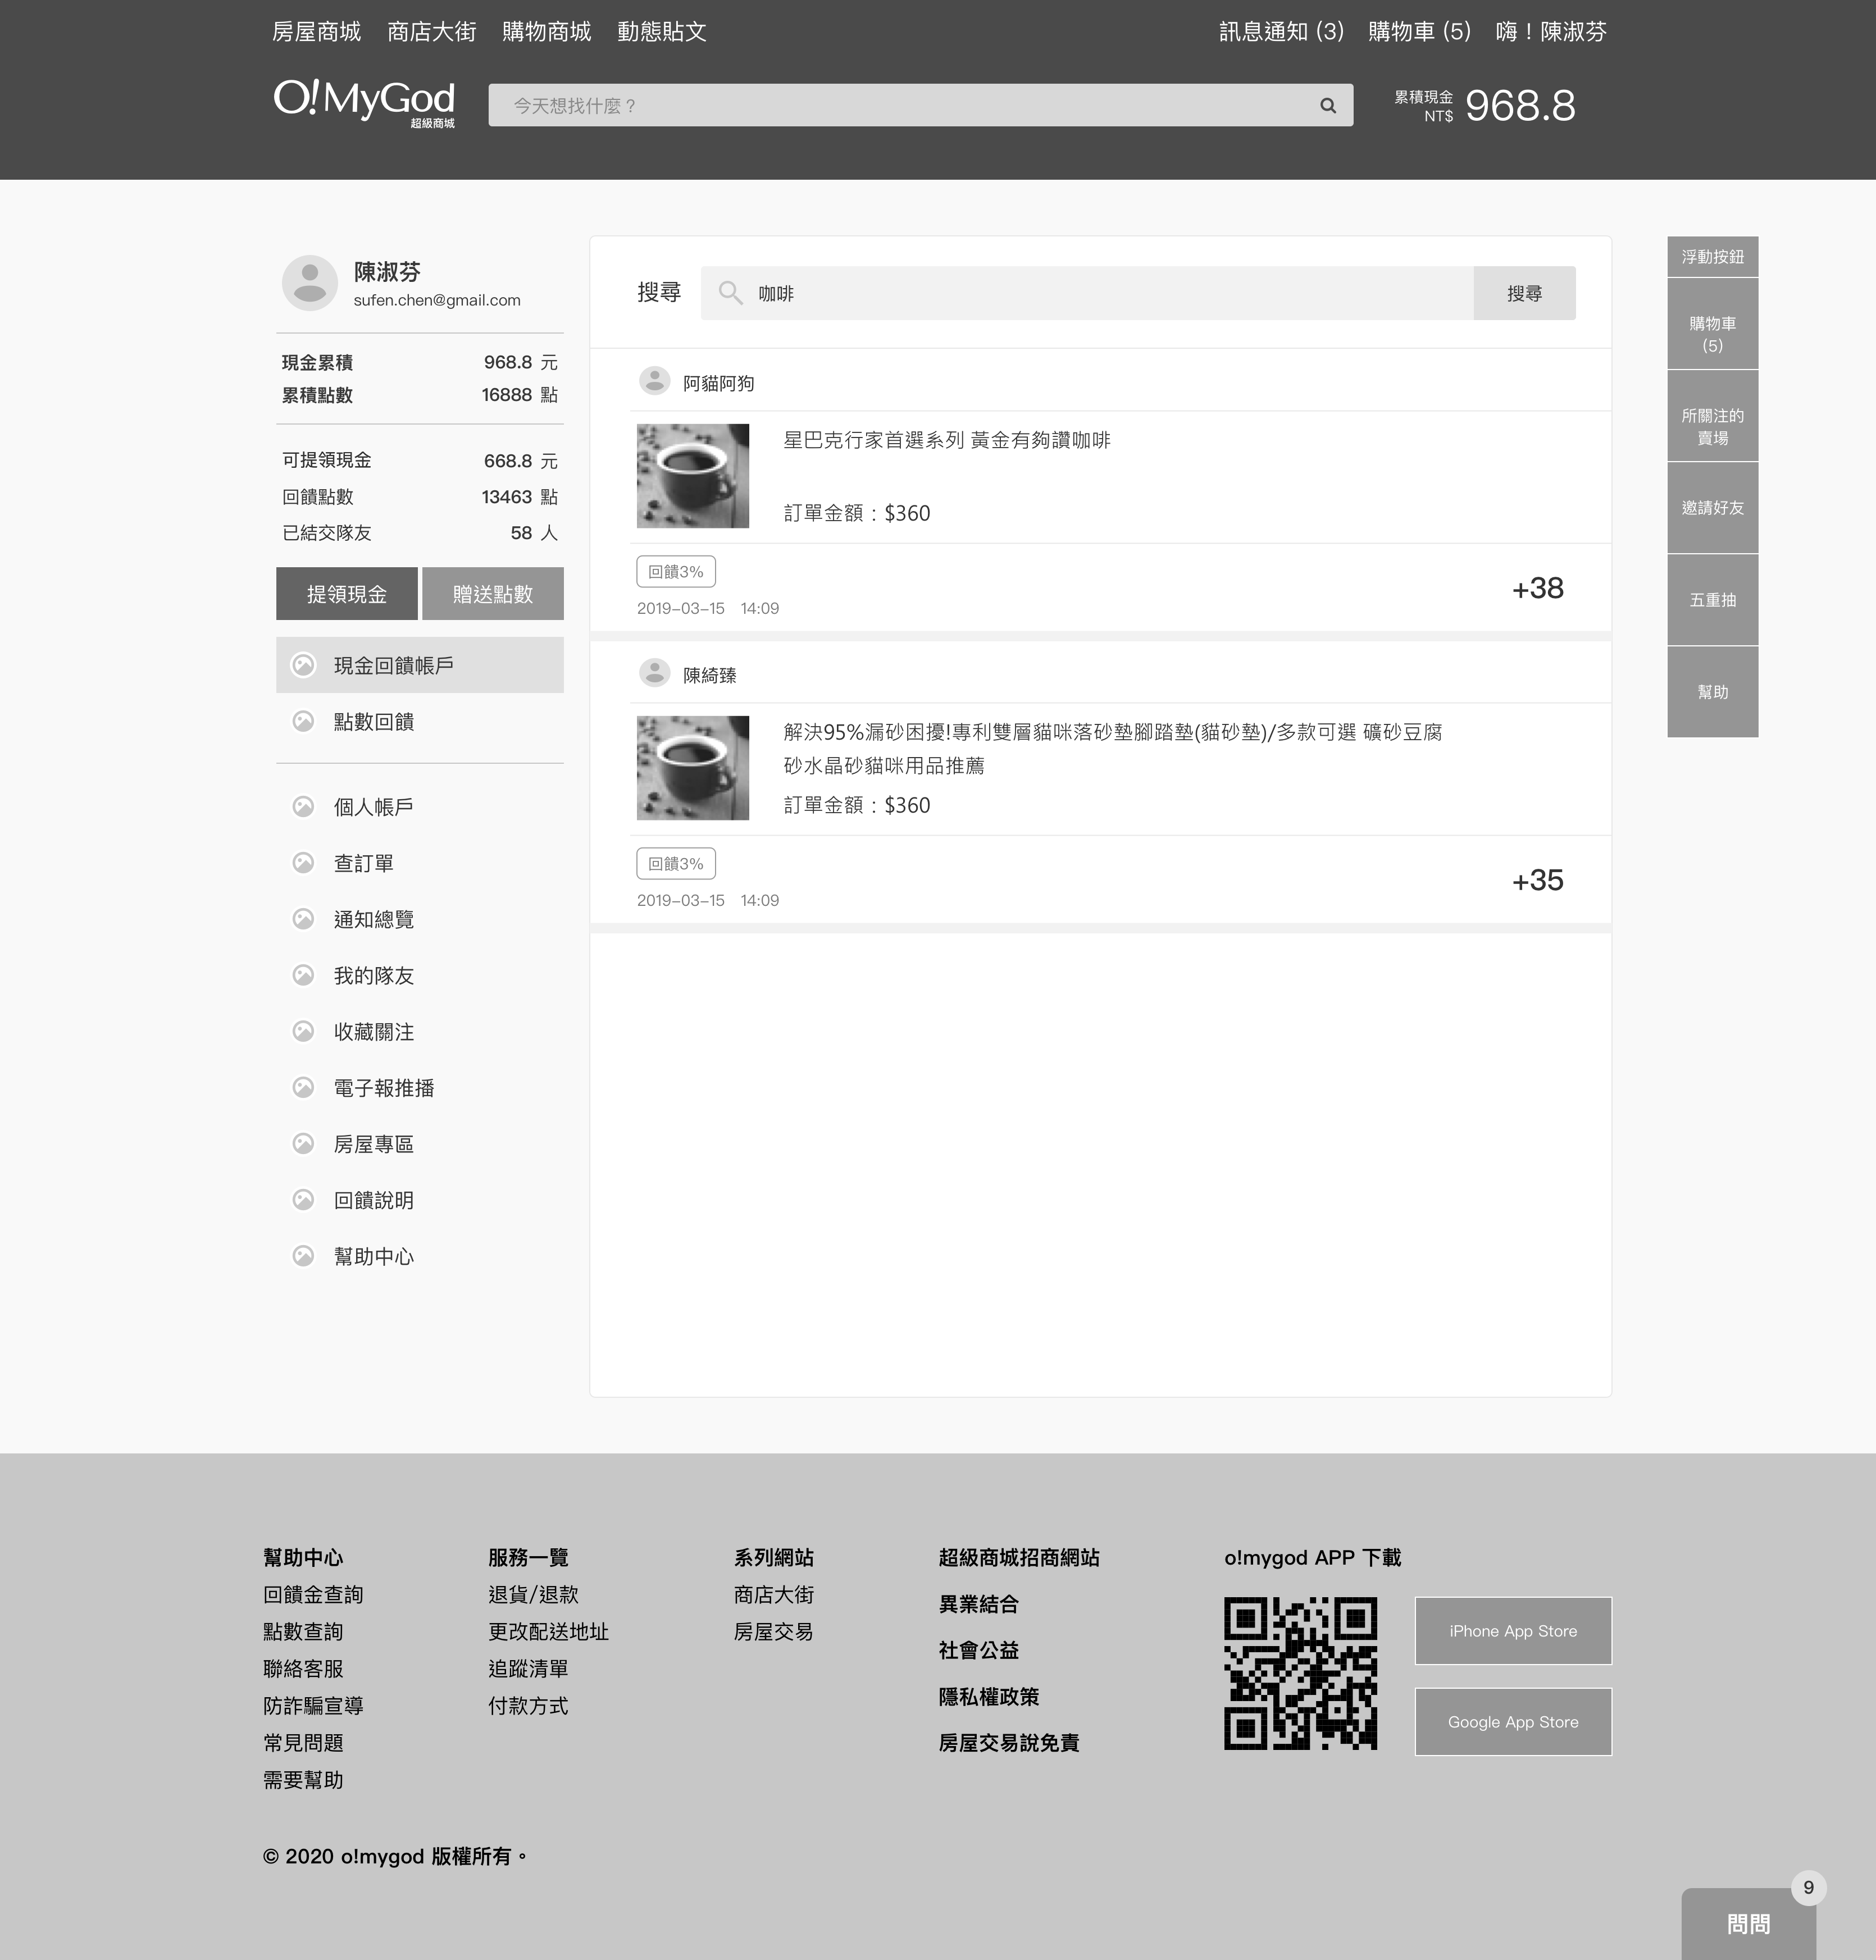 房屋商城 商店大街 購物商城 動態貼文 訊息通知 (3) 購物車 (5) 嗨！陳淑芬
O!MyGod
超級商城
今天想找什麼？
累積現金
NT$
968.8
陳淑芬
sufen.chen@gmail.com
現金累積 968.8 元
累積點數 16888 點
可提領現金 668.8 元
回饋點數 13463 點
已結交隊友 58 人
提領現金 贈送點數
現金回饋帳戶
點數回饋
個人帳戶
查訂單
通知總覽
我的隊友
收藏關注
電子報推播
房屋專區
回饋說明
幫助中心
搜尋 咖啡 搜尋
阿貓阿狗
星巴克行家首選系列 黃金有夠讚咖啡
訂單金額：$360
回饋3%
2019-03-15 14:09
+38
陳綺臻
解決95%漏砂困擾!專利雙層貓咪落砂墊腳踏墊(貓砂墊)/多款可選 礦砂豆腐
砂水晶砂貓咪用品推薦
訂單金額：$360
回饋3%
2019-03-15 14:09
+35
浮動按鈕
購物車
(5)
所關注的
賣場
邀請好友
五重抽
幫助
幫助中心
回饋金查詢
點數查詢
聯絡客服
防詐騙宣導
常見問題
需要幫助
服務一覽
退貨/退款
更改配送地址
追蹤清單
付款方式
系列網站
商店大街
房屋交易
超級商城招商網站
異業結合
社會公益
隱私權政策
房屋交易說免責
o!mygod APP 下載
iPhone App Store
Google App Store
© 2020 o!mygod 版權所有。
9
問問